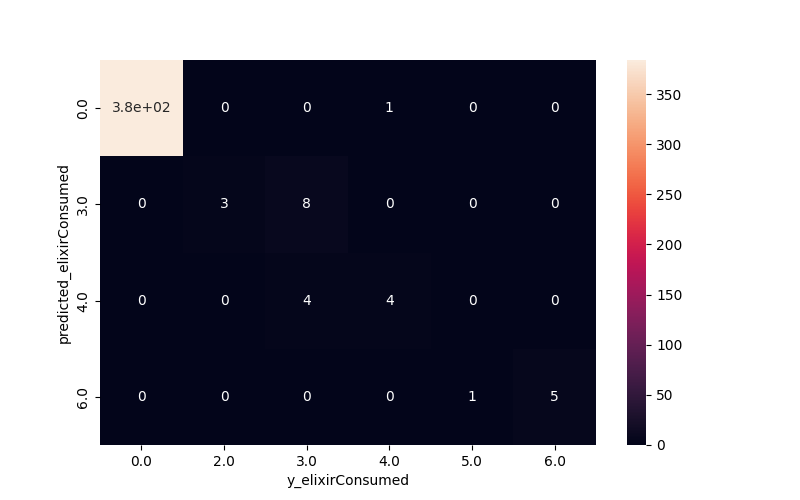 3.8e+02 0 0 1 0 0
0 3 8 0 0 0
0 0 4 4 0 0
0 0 0 0 1 5
0.0
3.0
4.0
6.0
predicted_elixirConsumed
0.0 2.0 3.0 4.0 5.0 6.0
y_elixirConsumed
350
300
250
200
150
100
50
0